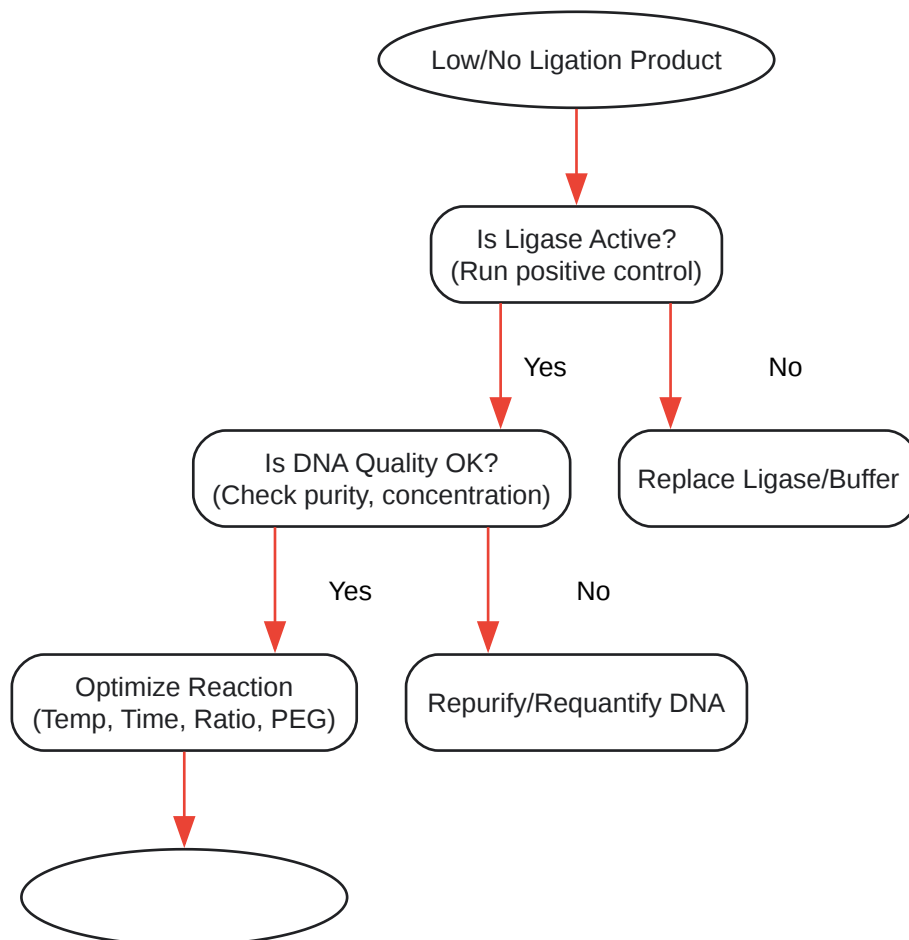 Low/No Ligation Product
Is Ligase Active?
(Run positive control)
Yes
No
Is DNA Quality OK?
(Check purity, concentration)
Replace Ligase/Buffer
Yes
No
Optimize Reaction
(Temp, Time, Ratio, PEG)
Repurify/Requantify DNA